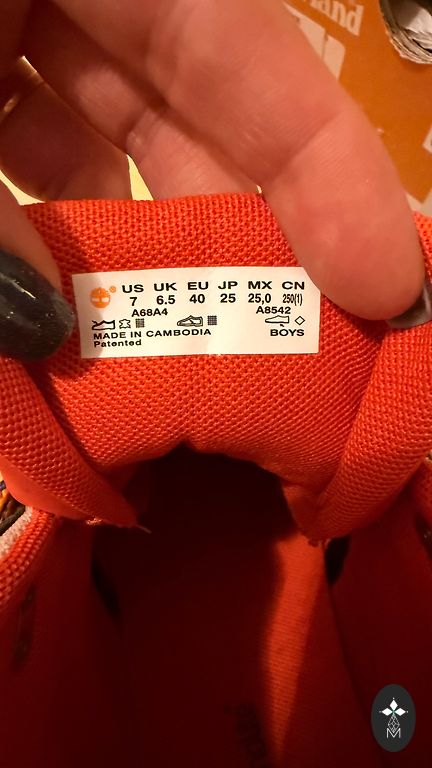 land
US UK EU JP MX CN
7 6.5 40 25 25,0 250(1)
A68A4 A8542
MADE IN CAMBODIA BOYS
Patented
M